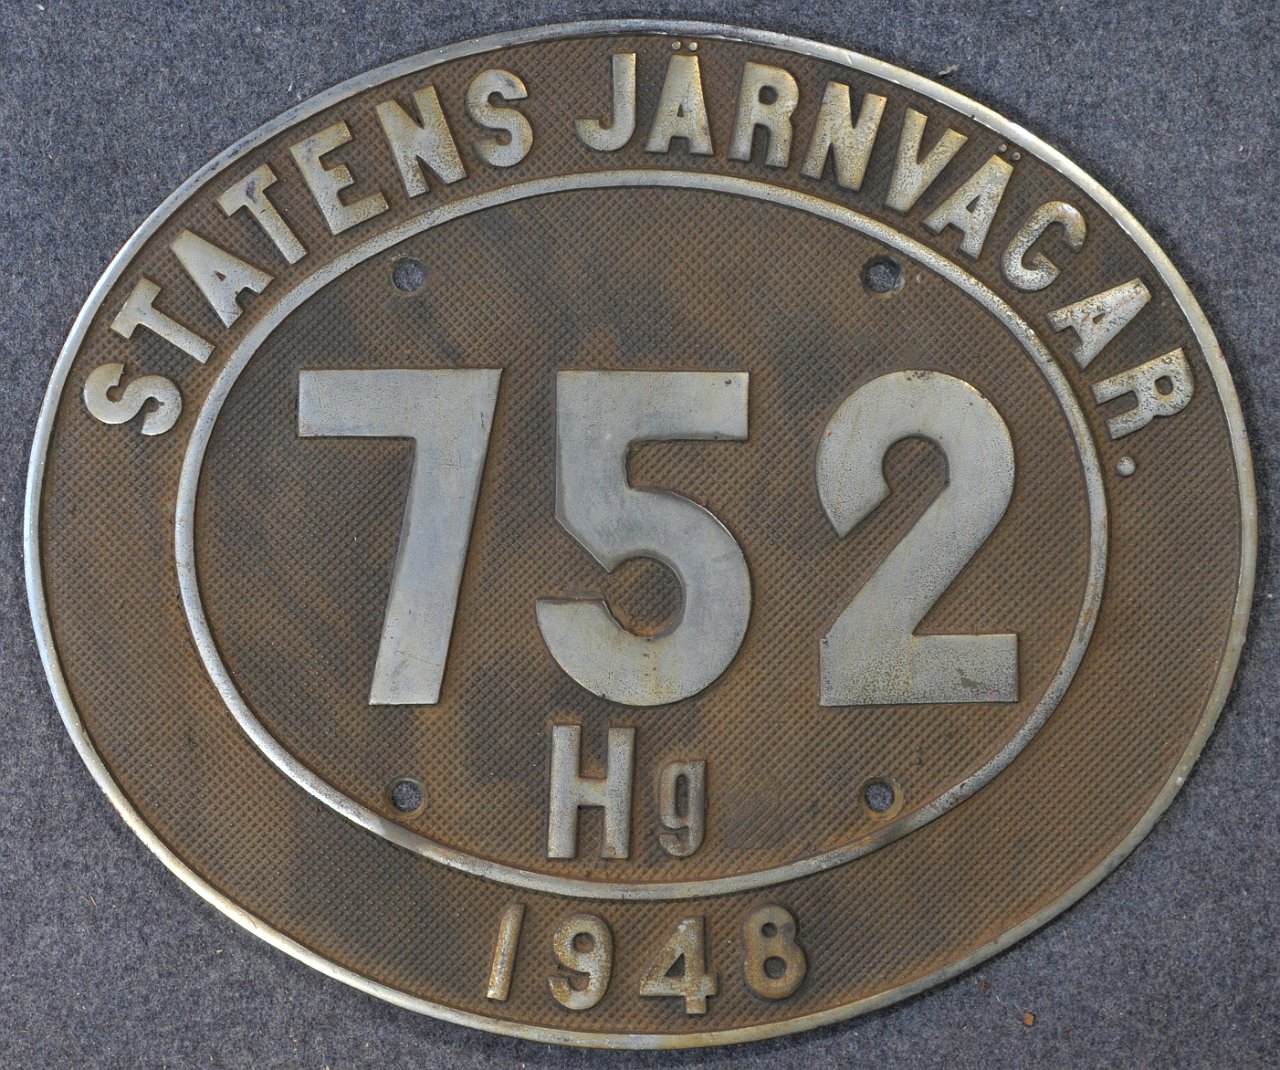 STATENS JÄRNVÄGAR.
752
Hg
1948